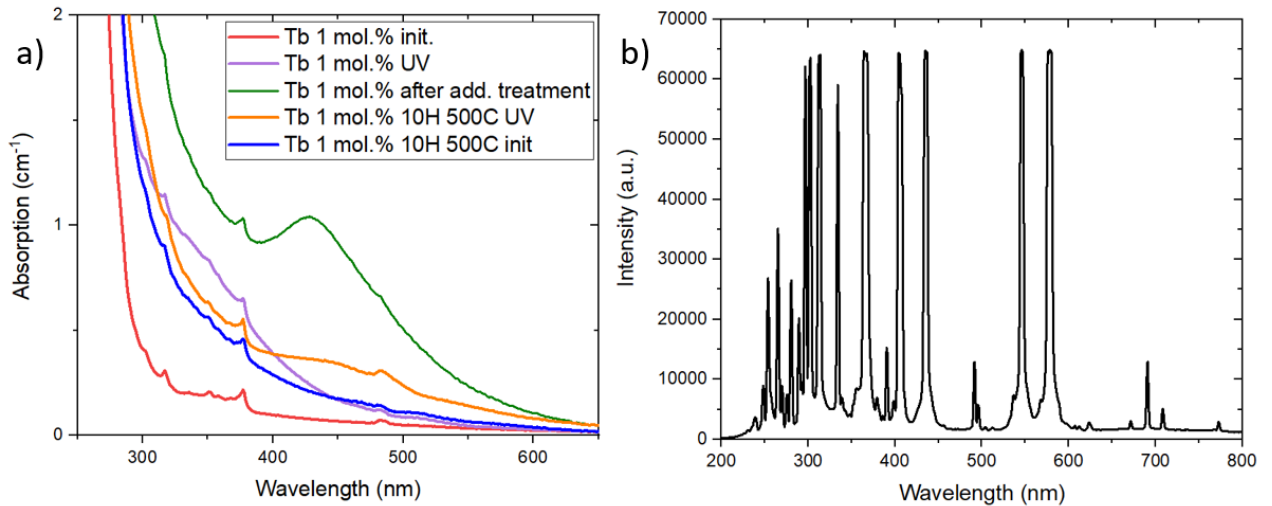 a)
Absorption (cm⁻¹)
2
1
0
Tb 1 mol.% init.
Tb 1 mol.% UV
Tb 1 mol.% after add. treatment
Tb 1 mol.% 10H 500C UV
Tb 1 mol.% 10H 500C init
300 400 500 600
Wavelength (nm)
b)
Intensity (a.u.)
70000
60000
50000
40000
30000
20000
10000
0
200 300 400 500 600 700 800
Wavelength (nm)